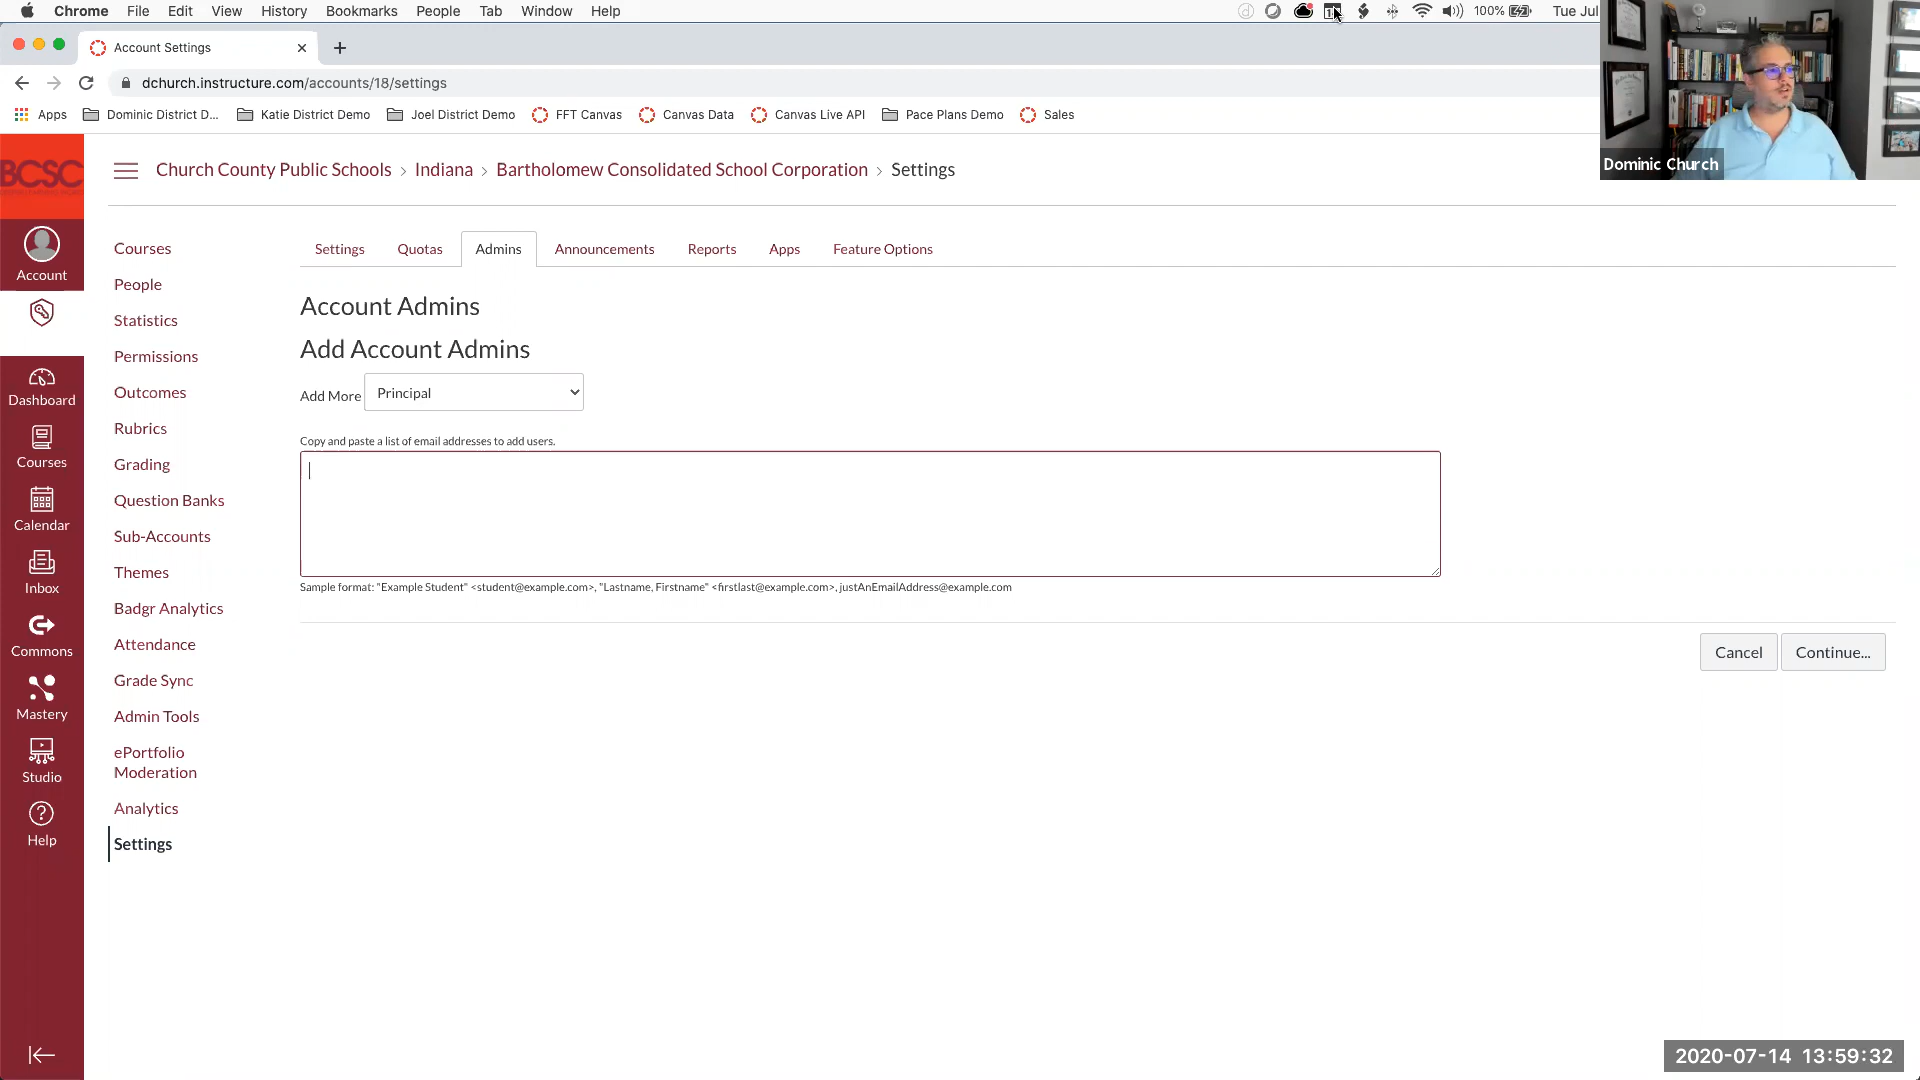 Chrome File Edit View History Bookmarks People Tab Window Help 100% Tue Jul
Account Settings
dchurch.instructure.com/accounts/18/settings
Apps Dominic District D... Katie District Demo Joel District Demo FFT Canvas Canvas Data Canvas Live API Pace Plans Demo Sales
Dominic Church
BCSC
Church County Public Schools > Indiana > Bartholomew Consolidated School Corporation > Settings
Account
Dashboard
Courses
Calendar
Inbox
Commons
Mastery
Studio
Help
Courses
People
Statistics
Permissions
Outcomes
Rubrics
Grading
Question Banks
Sub-Accounts
Themes
Badgr Analytics
Attendance
Grade Sync
Admin Tools
ePortfolio
Moderation
Analytics
Settings
Settings Quotas Admins Announcements Reports Apps Feature Options
Account Admins
Add Account Admins
Add More Principal
Copy and paste a list of email addresses to add users.
Sample format: "Example Student" <student@example.com>, "Lastname, Firstname" <firstlast@example.com>, justAnEmailAddress@example.com
Cancel Continue...
2020-07-14 13:59:32